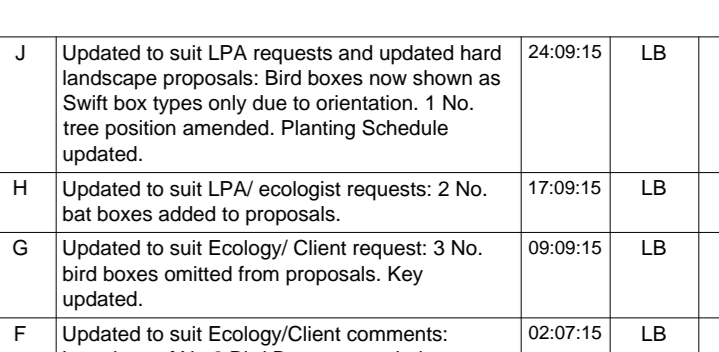 J Updated to suit LPA requests and updated hard 24:09:15 LB
landscape proposals: Bird boxes now shown as
Swift box types only due to orientation. 1 No.
tree position amended. Planting Schedule
updated.
H Updated to suit LPA/ ecologist requests: 2 No. 17:09:15 LB
bat boxes added to proposals.
G Updated to suit Ecology/ Client request: 3 No. 09:09:15 LB
bird boxes omitted from proposals. Key
updated.
F Updated to suit Ecology/Client comments: 02:07:15 LB